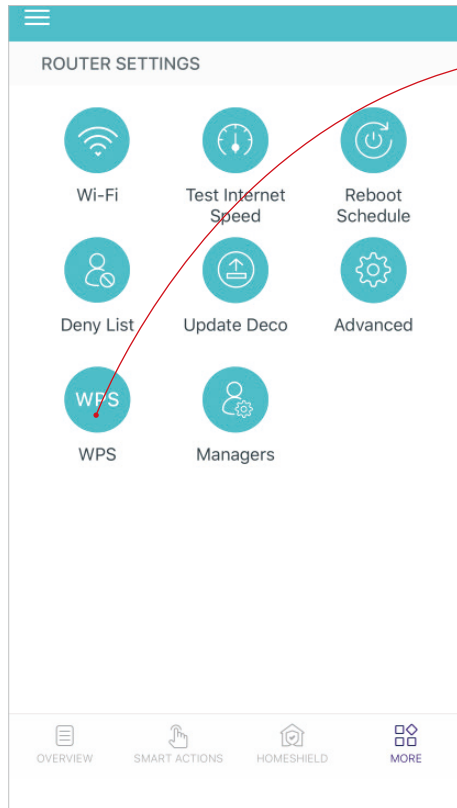 ROUTER SETTINGS
Wi-Fi
Test Internet
Speed
Reboot
Schedule
Deny List
Update Deco
Advanced
WPS
WPS
Managers
OVERVIEW
SMART ACTIONS
HOMESHIELD
MORE